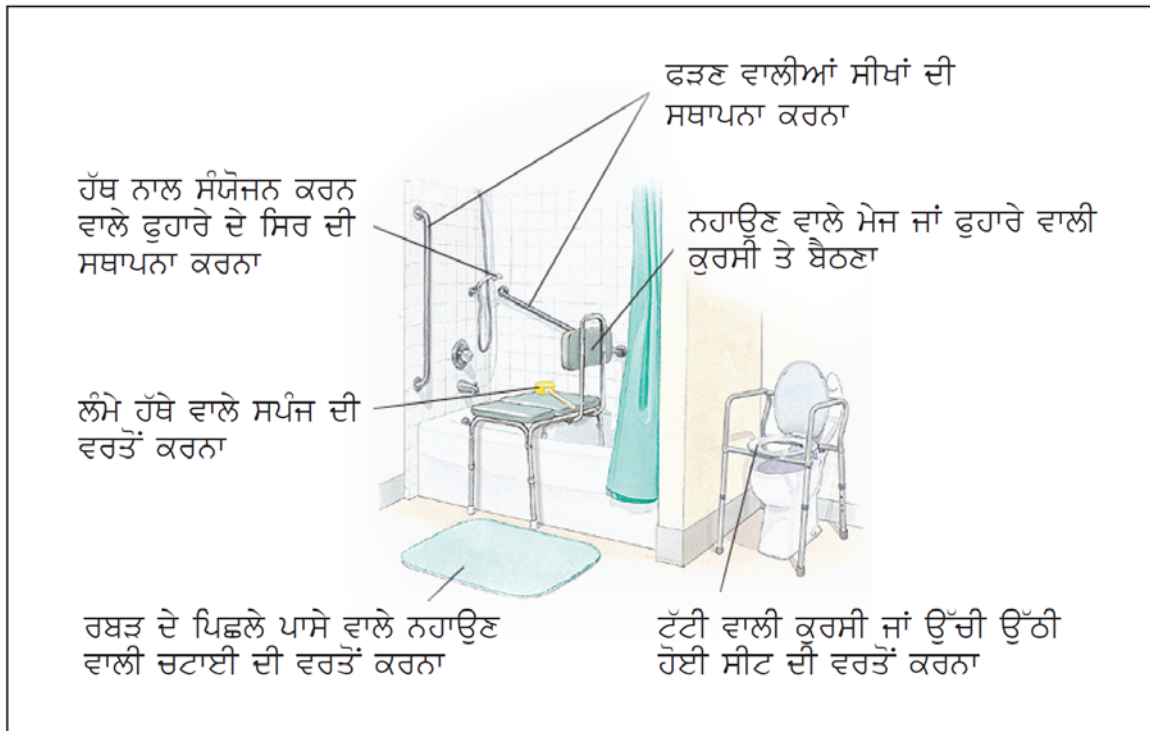 ਫੜਣ ਵਾਲੀਆਂ ਸੀਖਾਂ ਦੀ
ਸਥਾਪਨਾ ਕਰਨਾ
ਹੱਥ ਨਾਲ ਸੰਯੋਜਨ ਕਰਨ
ਵਾਲੇ ਫੁਹਾਰੇ ਦੇ ਸਿਰ ਦੀ
ਸਥਾਪਨਾ ਕਰਨਾ
ਨਹਾਉਣ ਵਾਲੇ ਮੇਜ ਜਾਂ ਫੁਹਾਰੇ ਵਾਲੀ
ਕੁਰਸੀ ਤੇ ਬੈਠਣਾ
ਲੰਮੇ ਹੱਥੇ ਵਾਲੇ ਸਪੰਜ ਦੀ
ਵਰਤੋਂ ਕਰਨਾ
ਰਬੜ ਦੇ ਪਿਛਲੇ ਪਾਸੇ ਵਾਲੇ ਨਹਾਉਣ
ਵਾਲੀ ਚਟਾਈ ਦੀ ਵਰਤੋਂ ਕਰਨਾ
ਟੱਟੀ ਵਾਲੀ ਕੁਰਸੀ ਜਾਂ ਉੱਚੀ ਉੱਠੀ
ਹੋਈ ਸੀਟ ਦੀ ਵਰਤੋਂ ਕਰਨਾ